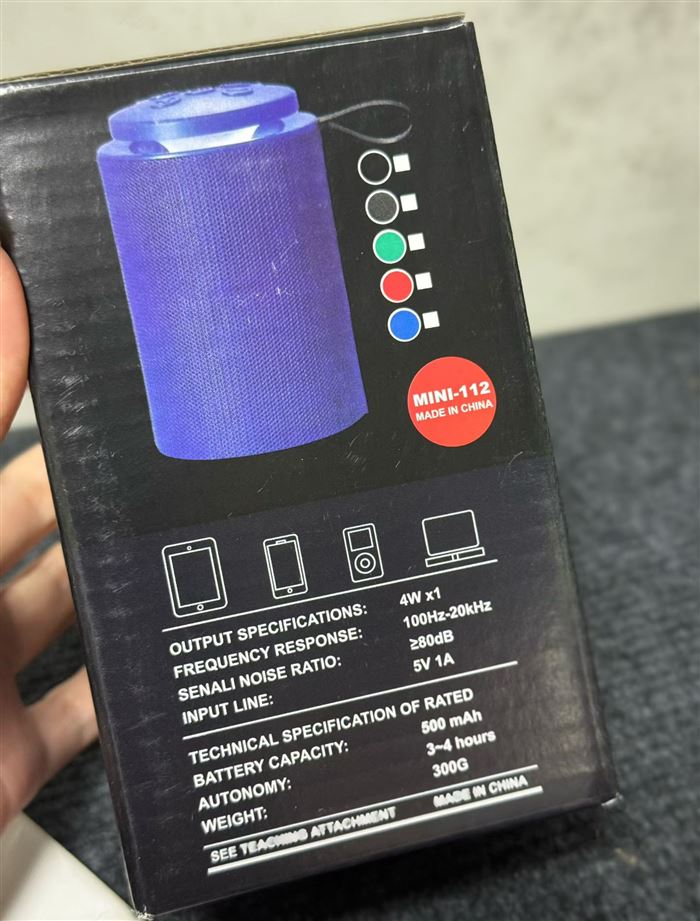 MINI-112
MADE IN CHINA
OUTPUT SPECIFICATIONS: 4W x1
FREQUENCY RESPONSE: 100Hz-20kHz
SENALI NOISE RATIO: ≥80dB
INPUT LINE: 5V 1A
TECHNICAL SPECIFICATION OF RATED
BATTERY CAPACITY: 500 mAh
AUTONOMY: 3~4 hours
WEIGHT: 300G
SEE TEACHING ATTACHMENT MADE IN CHINA